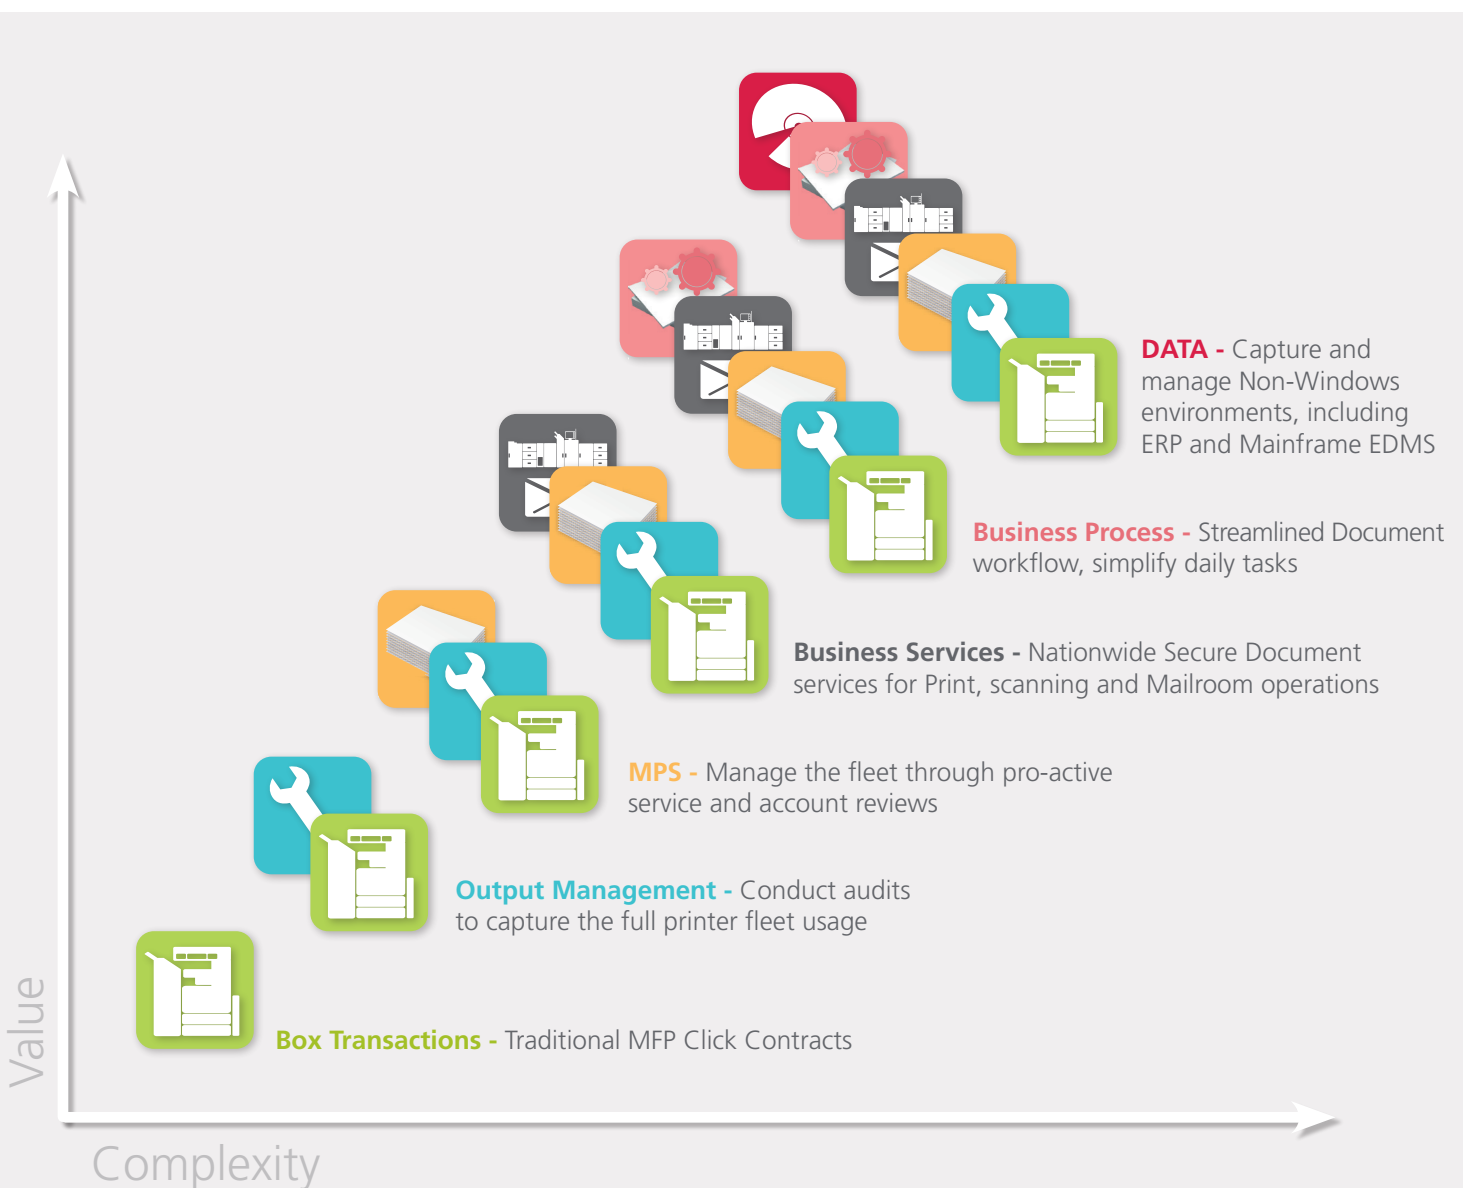 DATA - Capture and
manage Non-Windows
environments, including
ERP and Mainframe EDMS
Business Process - Streamlined Document
workflow, simplify daily tasks
Business Services - Nationwide Secure Document
services for Print, scanning and Mailroom operations
MPS - Manage the fleet through pro-active
service and account reviews
Output Management - Conduct audits
to capture the full printer fleet usage
Box Transactions - Traditional MFP Click Contracts
Value
Complexity